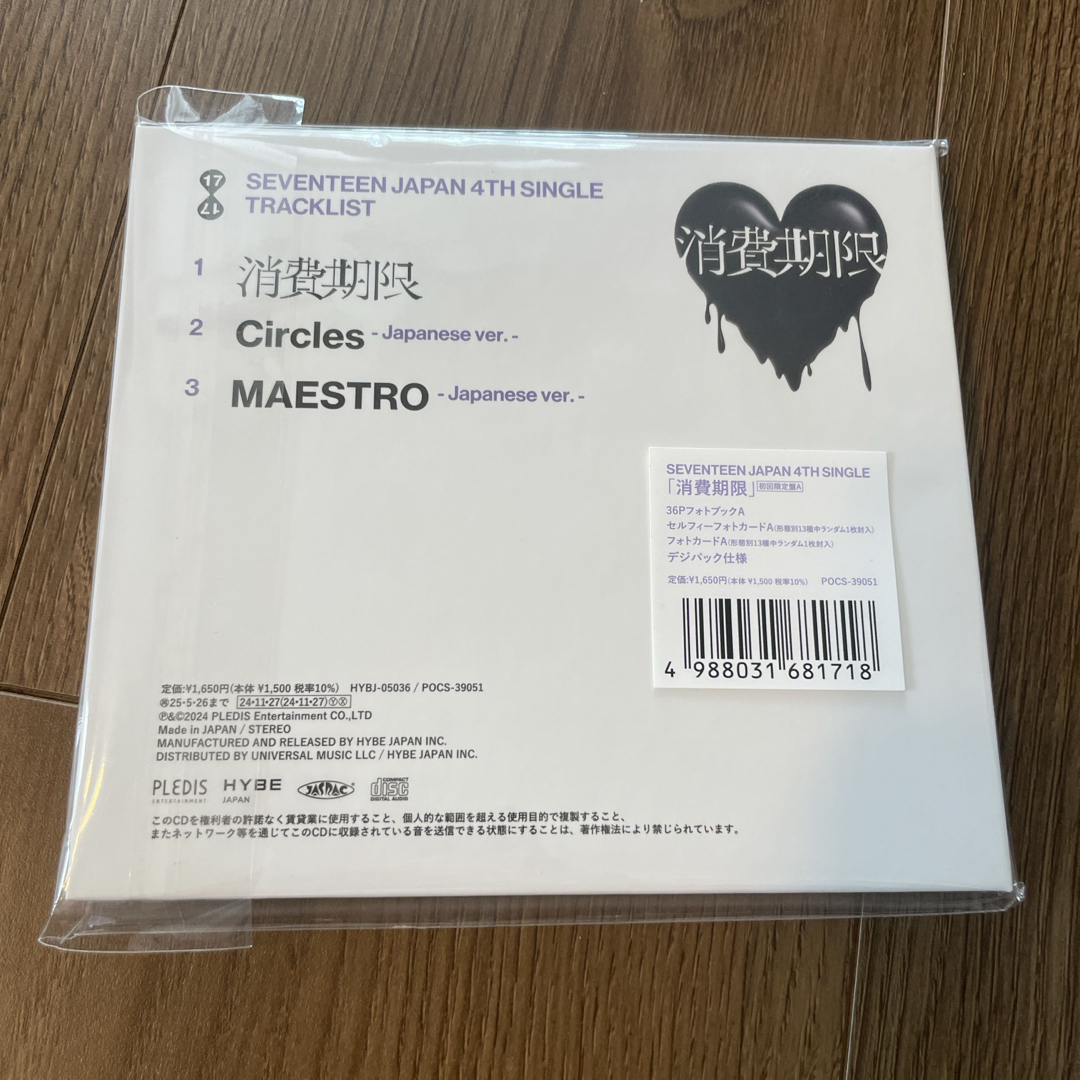 17
17
SEVENTEEN JAPAN 4TH SINGLE
TRACKLIST
1 消費期限
2 Circles - Japanese ver. -
3 MAESTRO - Japanese ver. -
消費期限
SEVENTEEN JAPAN 4TH SINGLE
「消費期限」初回限定盤A
36PフォトブックA
セルフィーフォトカードA(形態別13種中ランダム1枚封入)
フォトカードA(形態別13種中ランダム1枚封入)
デジパック仕様
定価:¥1,650(本体 ¥1,500 税率10%) POCS-39051
4 988031 681718
定価:¥1,650(本体 ¥1,500 税率10%) HYBJ-05036 / POCS-39051
25・5・26まで 24・11・27(24・11・27)ⓎⓍ
℗&©2024 PLEDIS Entertainment CO.,LTD
Made in JAPAN / STEREO
MANUFACTURED AND RELEASED BY HYBE JAPAN INC.
DISTRIBUTED BY UNIVERSAL MUSIC LLC / HYBE JAPAN INC.
PLEDIS ENTERTAINMENT HYBE JAPAN JASRAC COMPACT disc DIGITAL AUDIO
このCDを権利者の許諾なく賃貸業に使用すること、個人的な範囲を超える使用目的で複製すること、
またネットワーク等を通じてこのCDに収録されている音を送信できる状態にすることは、著作権法により禁じられています。